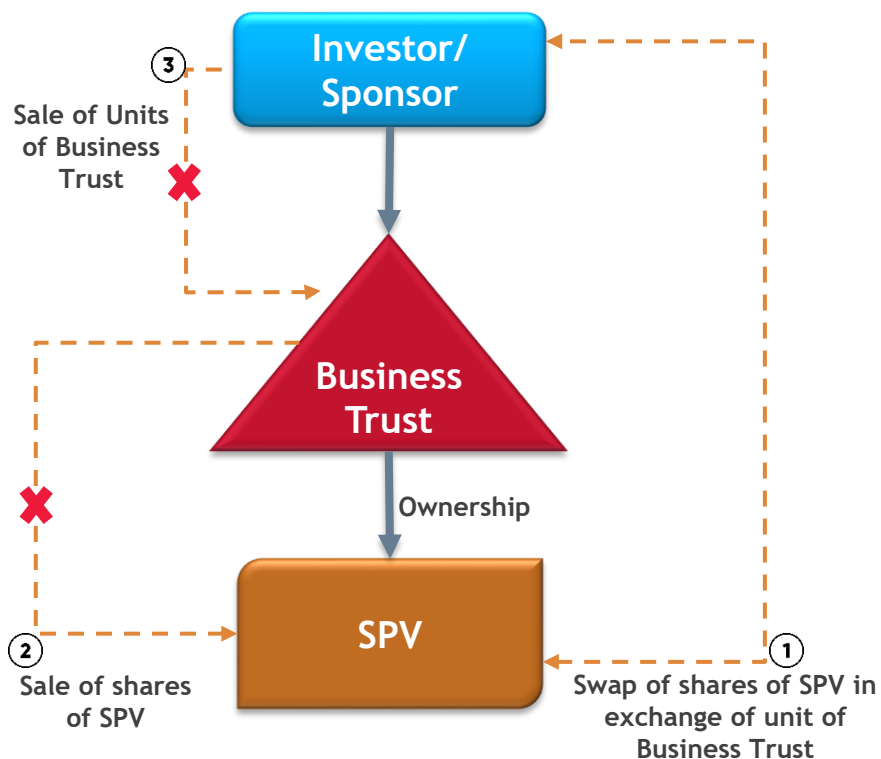 Investor/
Sponsor
3
Sale of Units
of Business
Trust
Business
Trust
Ownership
SPV
2
Sale of shares
of SPV
1
Swap of shares of SPV in
exchange of unit of
Business Trust